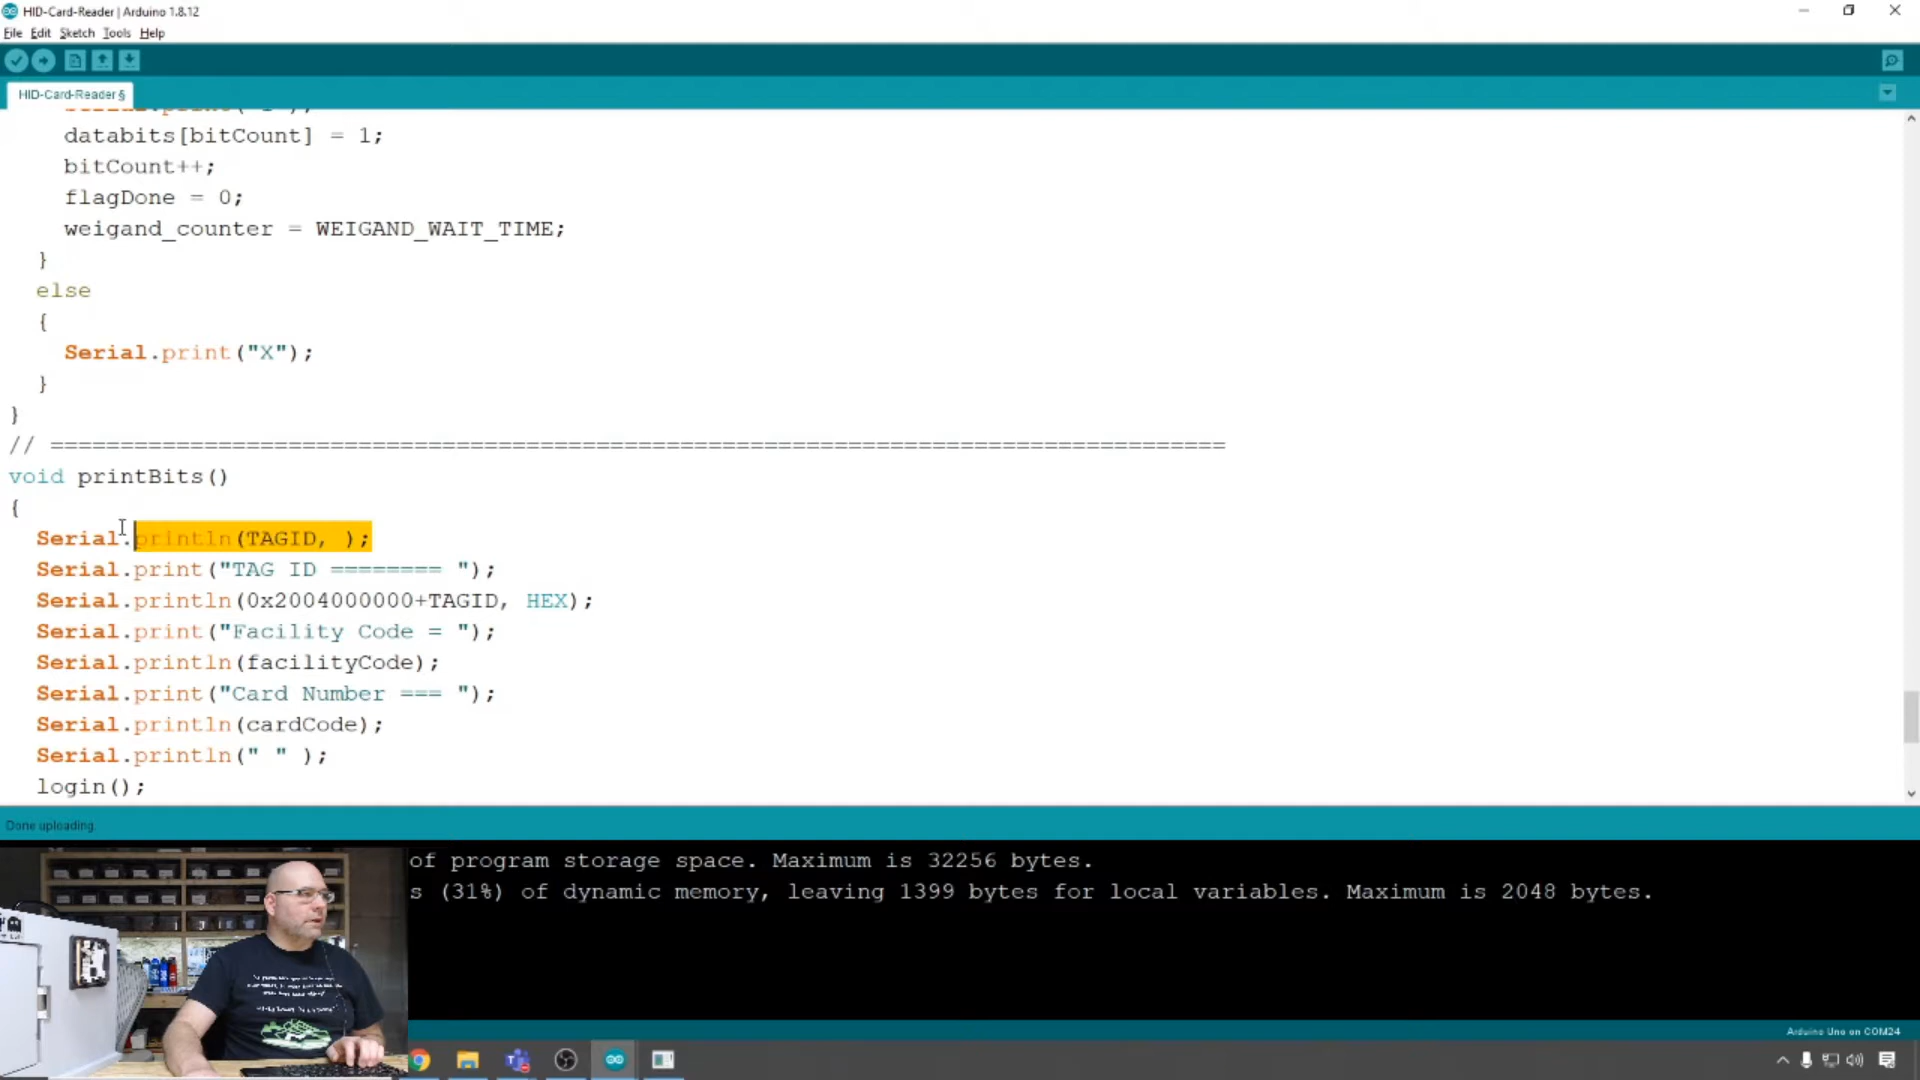 HID-Card-Reader | Arduino 1.8.12
File Edit Sketch Tools Help
HID-Card-Reader §
databits[bitCount] = 1;
bitCount++;
flagDone = 0;
weigand_counter = WEIGAND_WAIT_TIME;
}
else
{
Serial.print("X");
}
}
// =====================================================================================
void printBits()
{
Serial.println(TAGID, );
Serial.print("TAG ID ======== ");
Serial.println(0x2004000000+TAGID, HEX);
Serial.print("Facility Code = ");
Serial.println(facilityCode);
Serial.print("Card Number === ");
Serial.println(cardCode);
Serial.println(" " );
login();
Done uploading.
of program storage space. Maximum is 32256 bytes.
s (31%) of dynamic memory, leaving 1399 bytes for local variables. Maximum is 2048 bytes.
Arduino Uno on COM24